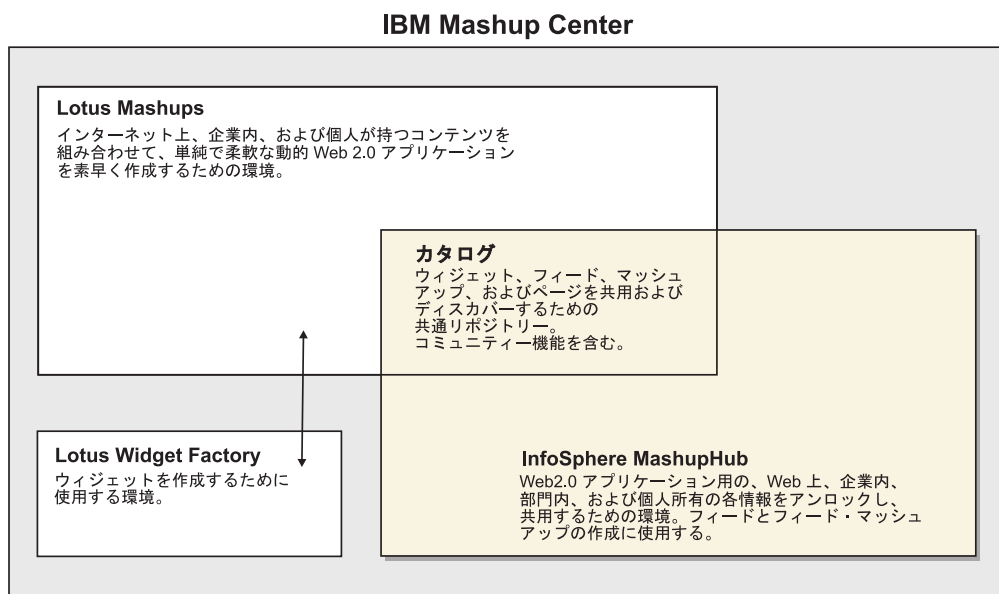 IBM Mashup Center
Lotus Mashups
インターネット上、企業内、および個人が持つコンテンツを
組み合わせて、単純で柔軟な動的 Web 2.0 アプリケーション
を素早く作成するための環境。
カタログ
ウィジェット、フィード、マッシュ
アップ、およびページを共用および
ディスカバーするための
共通リポジトリー。
コミュニティー機能を含む。
Lotus Widget Factory
ウィジェットを作成するために
使用する環境。
InfoSphere MashupHub
Web2.0 アプリケーション用の、Web 上、企業内、
部門内、および個人所有の各情報をアンロックし、
共用するための環境。フィードとフィード・マッシュ
アップの作成に使用する。